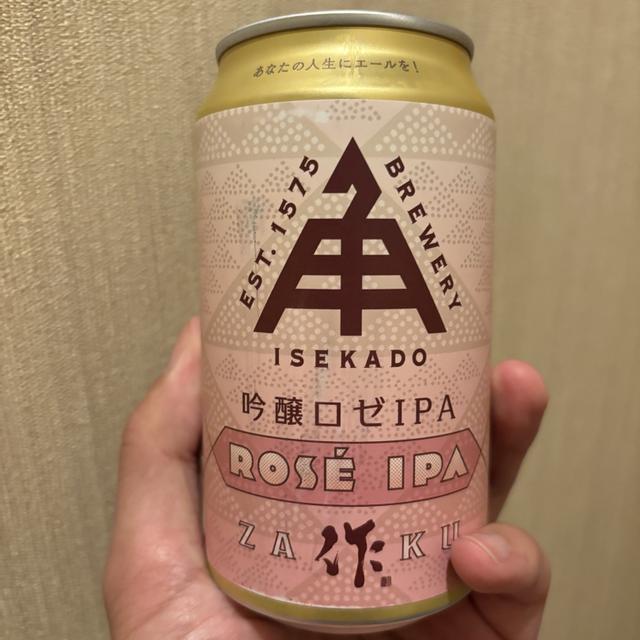 あなたの人生にエールを!
EST. 1575 BREWERY
角
ISEKADO
吟醸ロゼIPA
ROSÉ IPA
ZA 作 KU